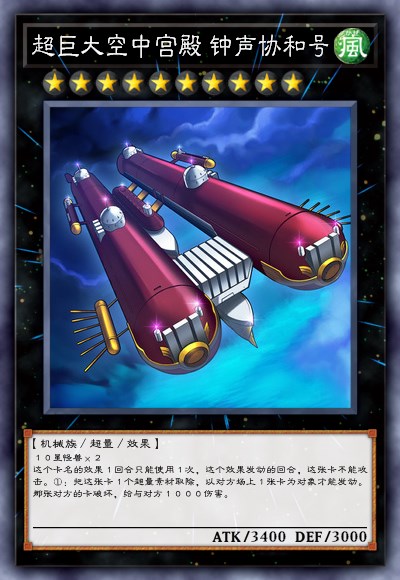 超巨大空中宫殿 钟声协和号 風
【机械族/超量/效果】
10星怪兽×2
这个卡名的效果1回合只能使用1次,这个效果发动的回合,这张卡不能攻
击。①:把这张卡1个超量素材取除,以对方场上1张卡为对象才能发动。
那张对方的卡破坏,给与对方1000伤害。
ATK/3400 DEF/3000